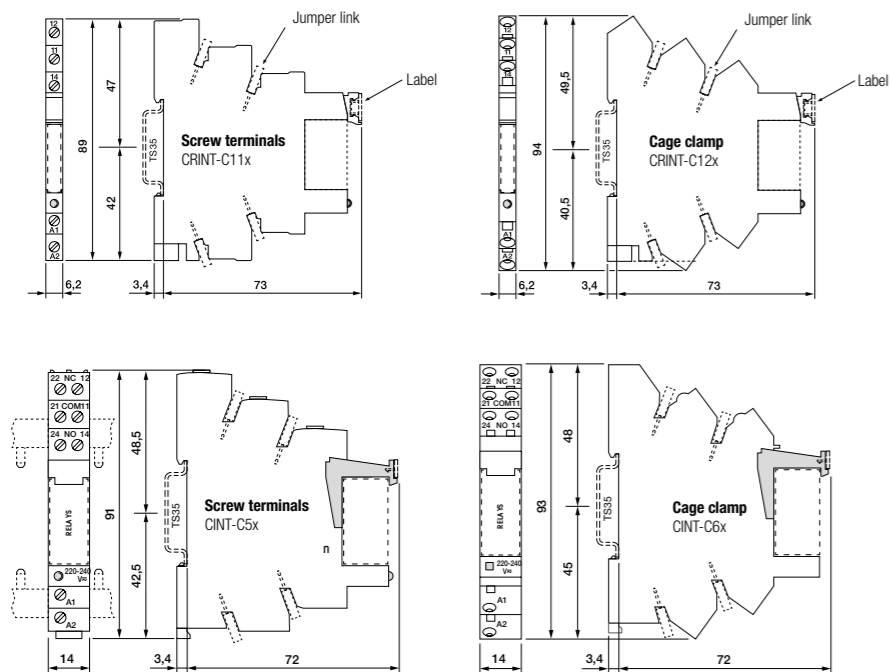 12
11
14
A1
A2
89
47
42
TS35
Jumper link
Label
Screw terminals
CRINT-C11x
6,2
3,4
73
12
11
14
A1
A2
94
49,5
40,5
TS35
Jumper link
Label
Cage clamp
CRINT-C12x
6,2
3,4
73
22 NC 12
21 COM11
24 NO 14
RELAYS
220-240
V≂
A1
A2
91
48,5
42,5
TS35
Screw terminals
CINT-C5x
n
14
3,4
72
22 NC 12
21 COM11
24 NO 14
RELAYS
220-240
V≂
A1
A2
93
48
45
TS35
Cage clamp
CINT-C6x
14
3,4
72